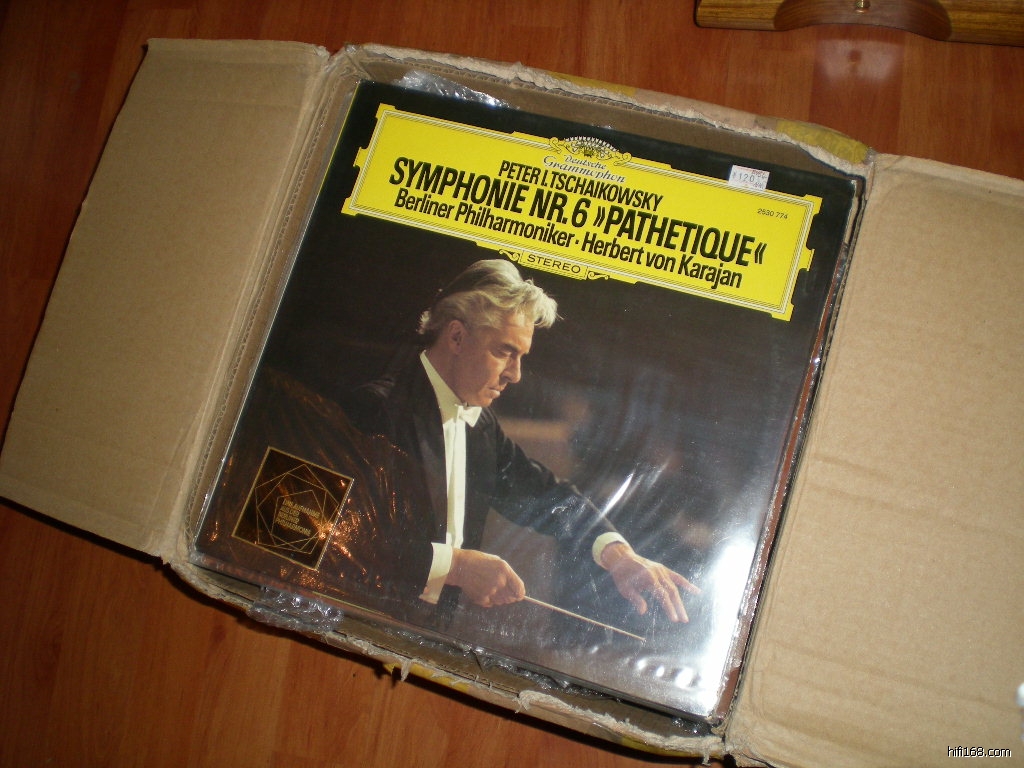 Deutsche
Grammophon
PETER I.TSCHAIKOWSKY
SYMPHONIE NR.6 »PATHETIQUE«
Berliner Philharmoniker · Herbert von Karajan
STEREO
2530 774
hifi168.com